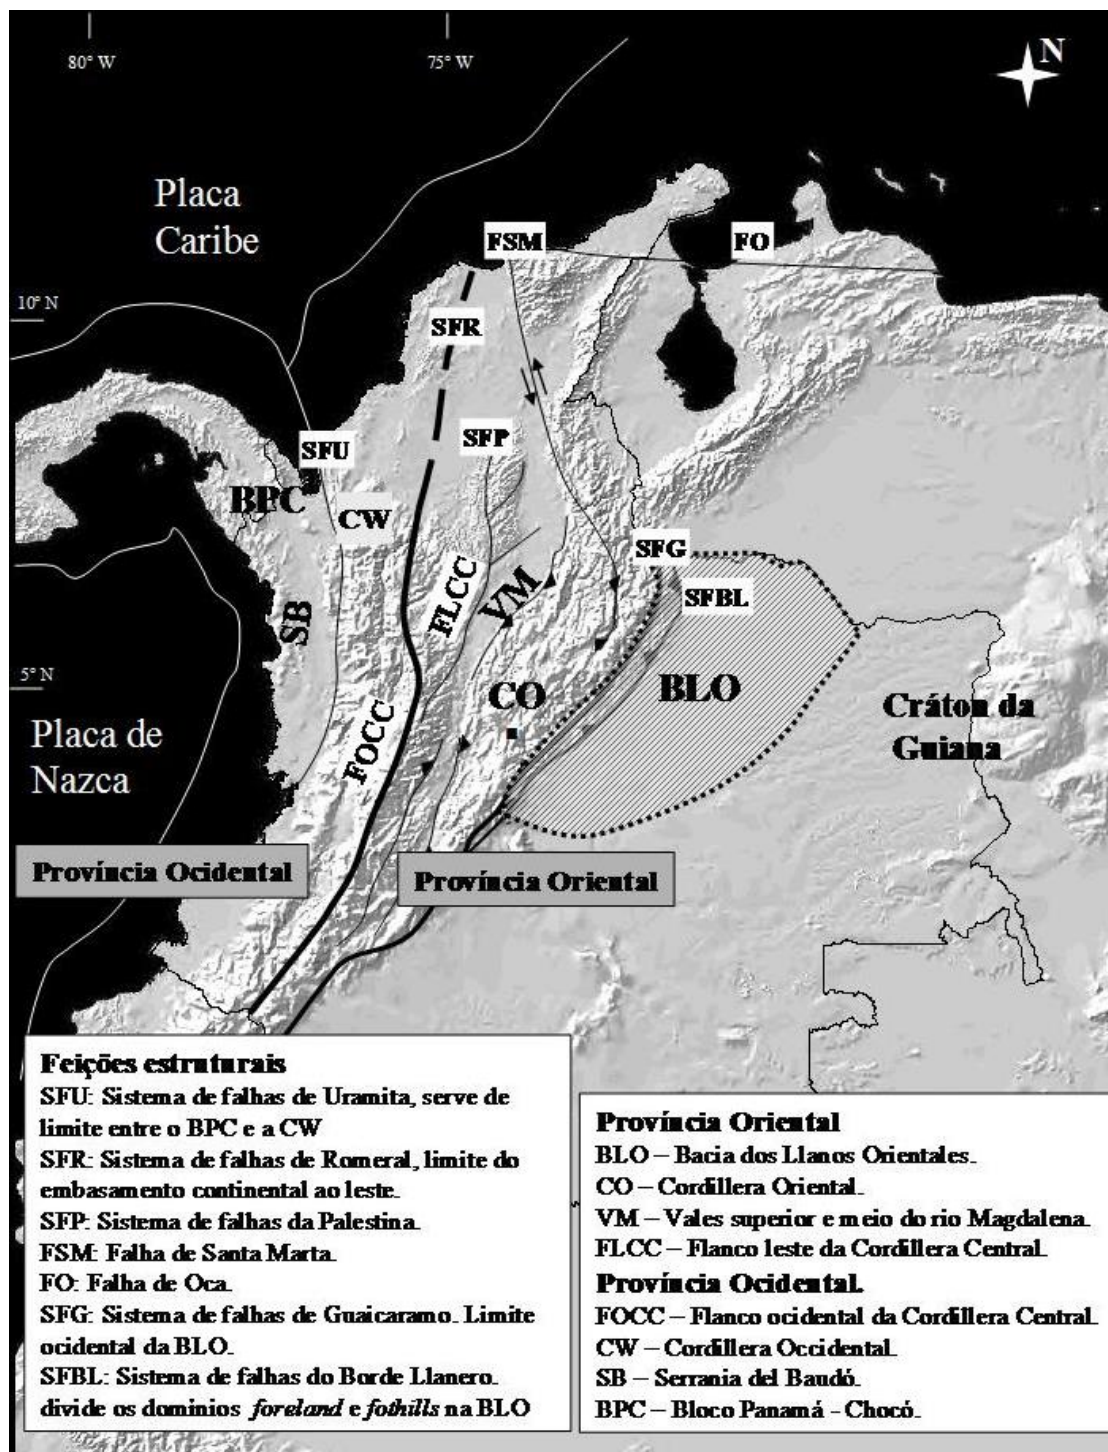 80° W
75° W
N
Placa
Caribe
FSM
FO
10° N
SFR
SFU
SFP
BPC
CW
SFG
SFBL
FLCC
VM
SB
5° N
CO
BLO
Cráton da
Guiana
Placa de
Nazca
FOCC
Província Ocidental
Província Oriental
Feições estruturais
SFU: Sistema de falhas de Uramita, serve de
limite entre o BPC e a CW
SFR: Sistema de falhas de Romeral, limite do
embasamento continental ao leste.
SFP: Sistema de falhas da Palestina.
FSM: Falha de Santa Marta.
FO: Falha de Oca.
SFG: Sistema de falhas de Guaicaramo. Limite
ocidental da BLO.
SFBL: Sistema de falhas do Borde Llanero.
divide os dominios foreland e fothills na BLO
Província Oriental
BLO – Bacia dos Llanos Orientales.
CO – Cordillera Oriental.
VM – Vales superior e meio do rio Magdalena.
FLCC – Flanco leste da Cordillera Central.
Província Ocidental.
FOCC – Flanco ocidental da Cordillera Central.
CW – Cordillera Occidental.
SB – Serrania del Baudó.
BPC – Bloco Panamá - Chocó.